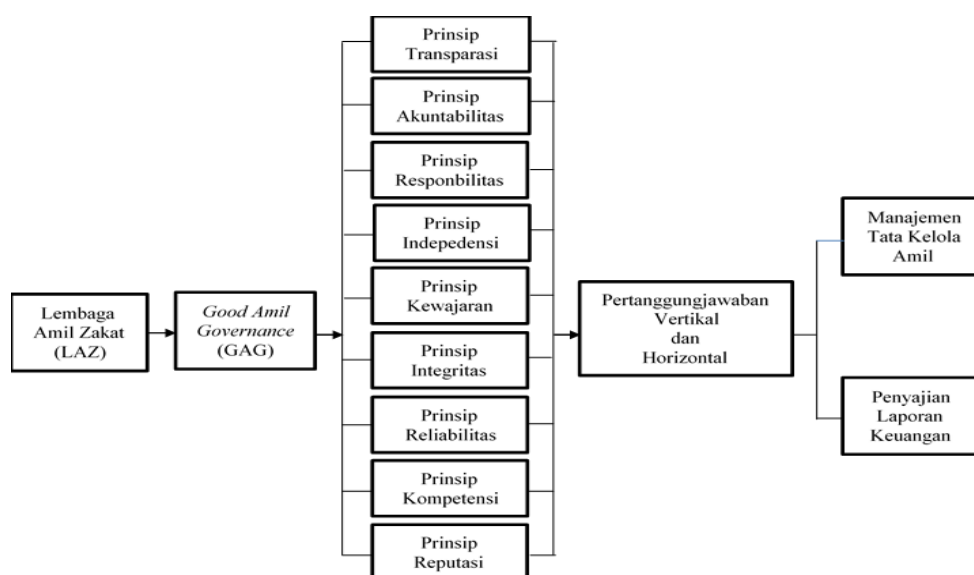 Lembaga
Amil Zakat
(LAZ)
Good Amil
Governance
(GAG)
Prinsip
Transparasi
Prinsip
Akuntabilitas
Prinsip
Responbilitas
Prinsip
Indepedensi
Prinsip
Kewajaran
Prinsip
Integritas
Prinsip
Reliabilitas
Prinsip
Kompetensi
Prinsip
Reputasi
Pertanggungjawaban
Vertikal
dan
Horizontal
Manajemen
Tata Kelola
Amil
Penyajian
Laporan
Keuangan